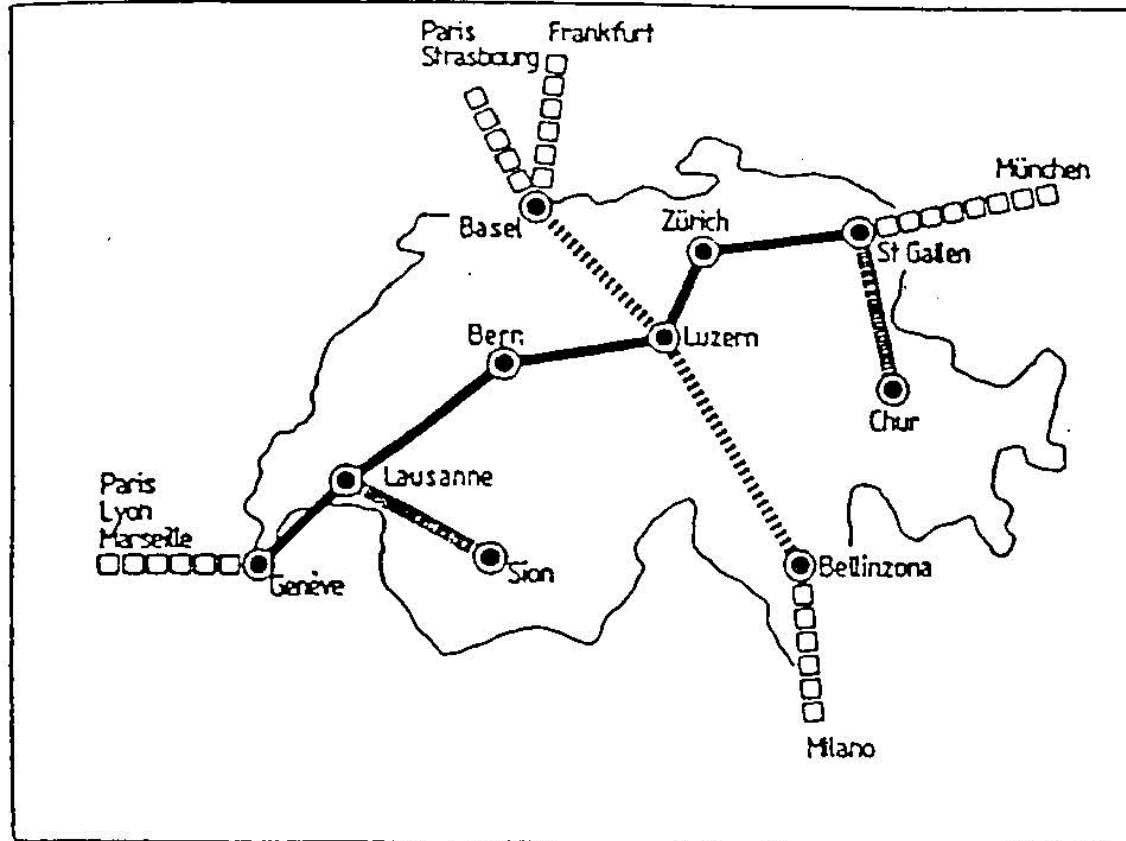 Paris
Strasbourg
Frankfurt
München
Basel
Zürich
St Gallen
Bern
Luzern
Chur
Lausanne
Paris
Lyon
Marseille
Genève
Sion
Bellinzona
Milano